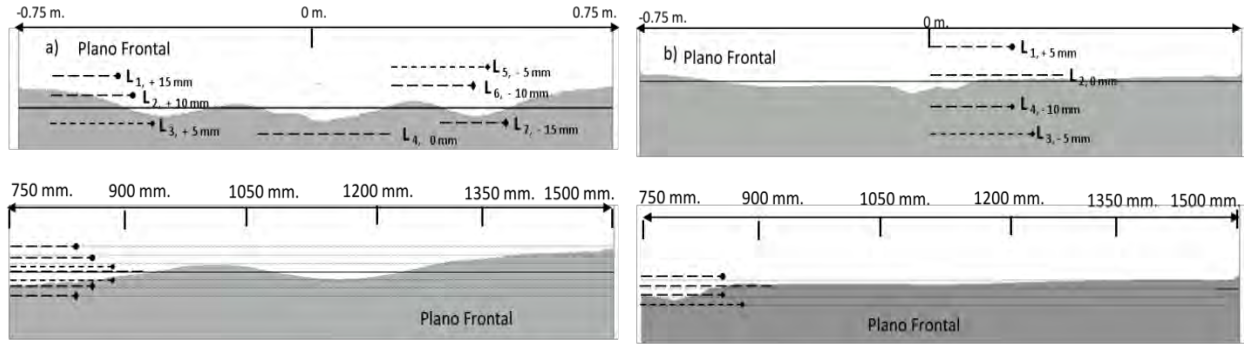 -0.75 m. 0 m. 0.75 m.
a) Plano Frontal
L1, + 15 mm
L2, + 10 mm
L3, + 5 mm
L4, 0 mm
L5, - 5 mm
L6, - 10 mm
L7, - 15 mm
-0.75 m. 0 m. 0.75 m.
b) Plano Frontal
L1, + 5 mm
L2, 0 mm
L4, -10 mm
L3, -5 mm
750 mm. 900 mm. 1050 mm. 1200 mm. 1350 mm. 1500 mm.
Plano Frontal
750 mm. 900 mm. 1050 mm. 1200 mm. 1350 mm. 1500 mm.
Plano Frontal